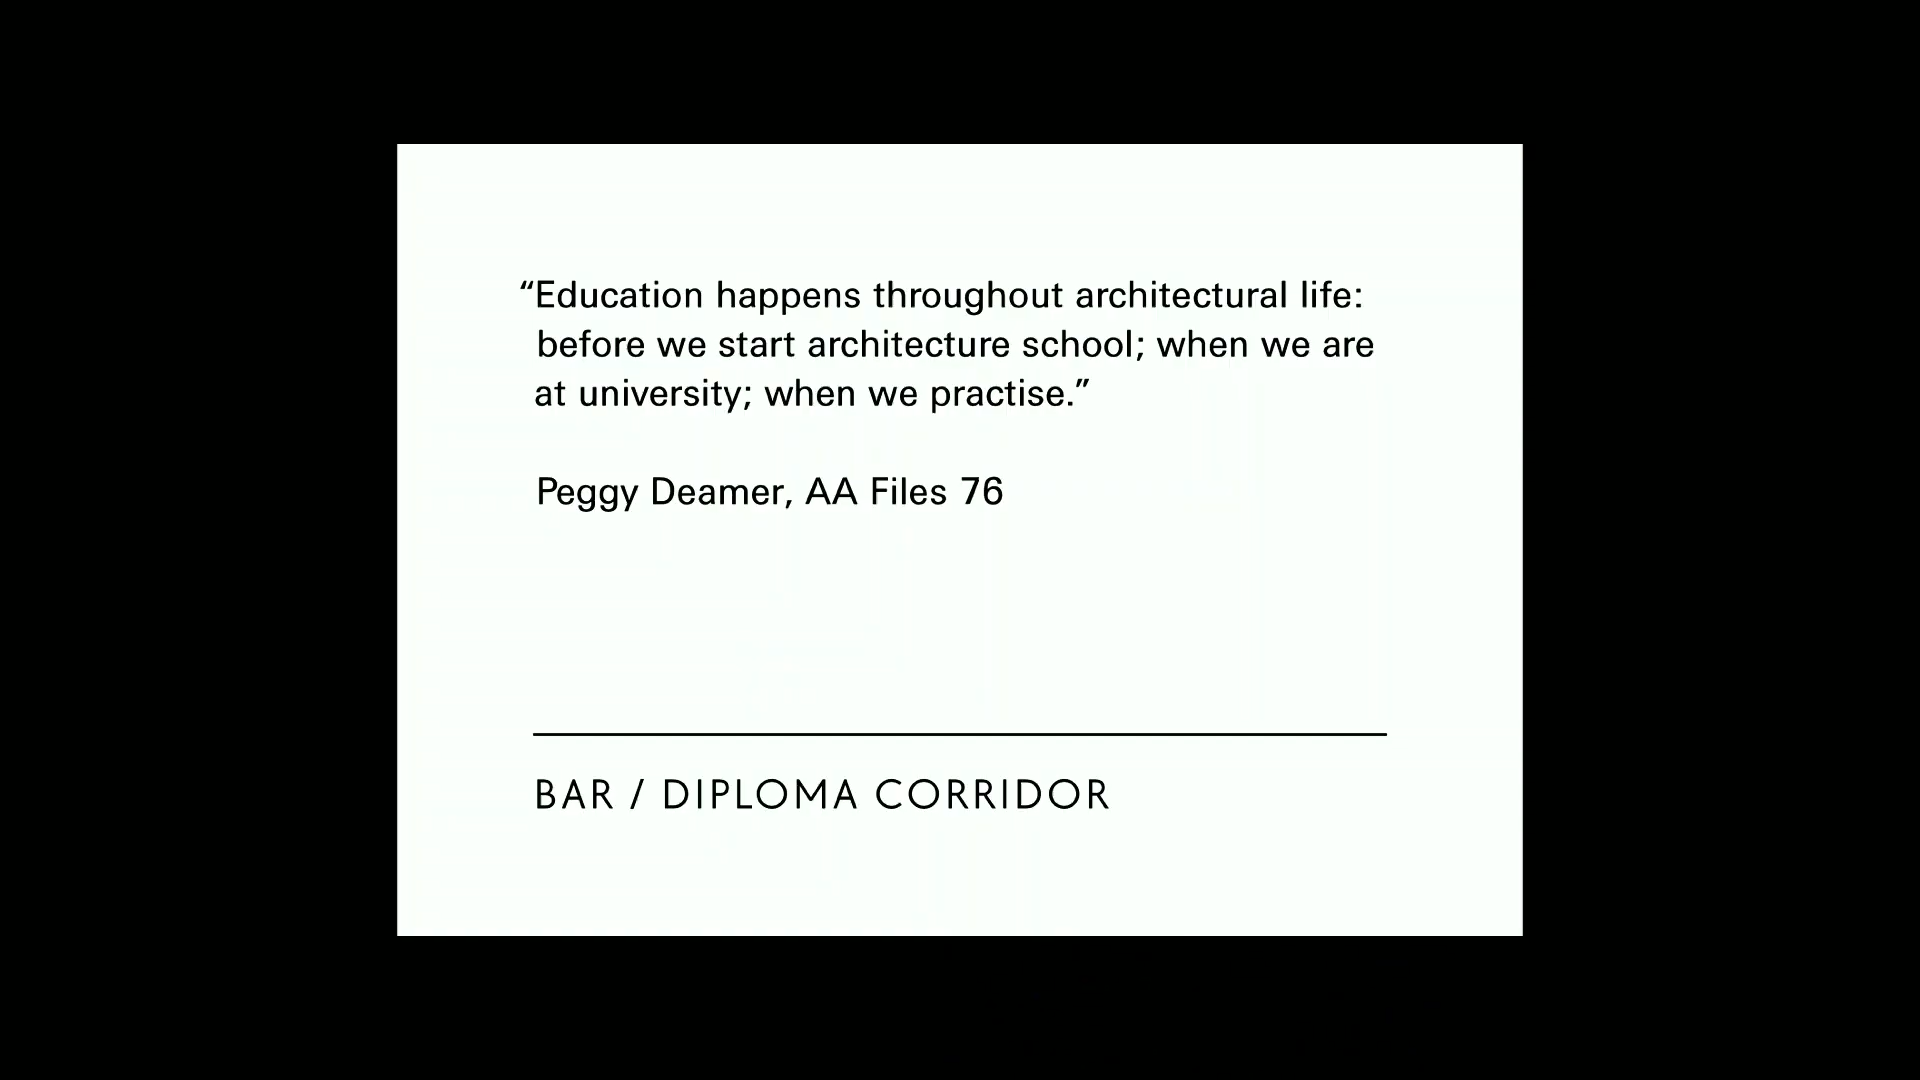 “Education happens throughout architectural life:
before we start architecture school; when we are
at university; when we practise.”
Peggy Deamer, AA Files 76
BAR / DIPLOMA CORRIDOR